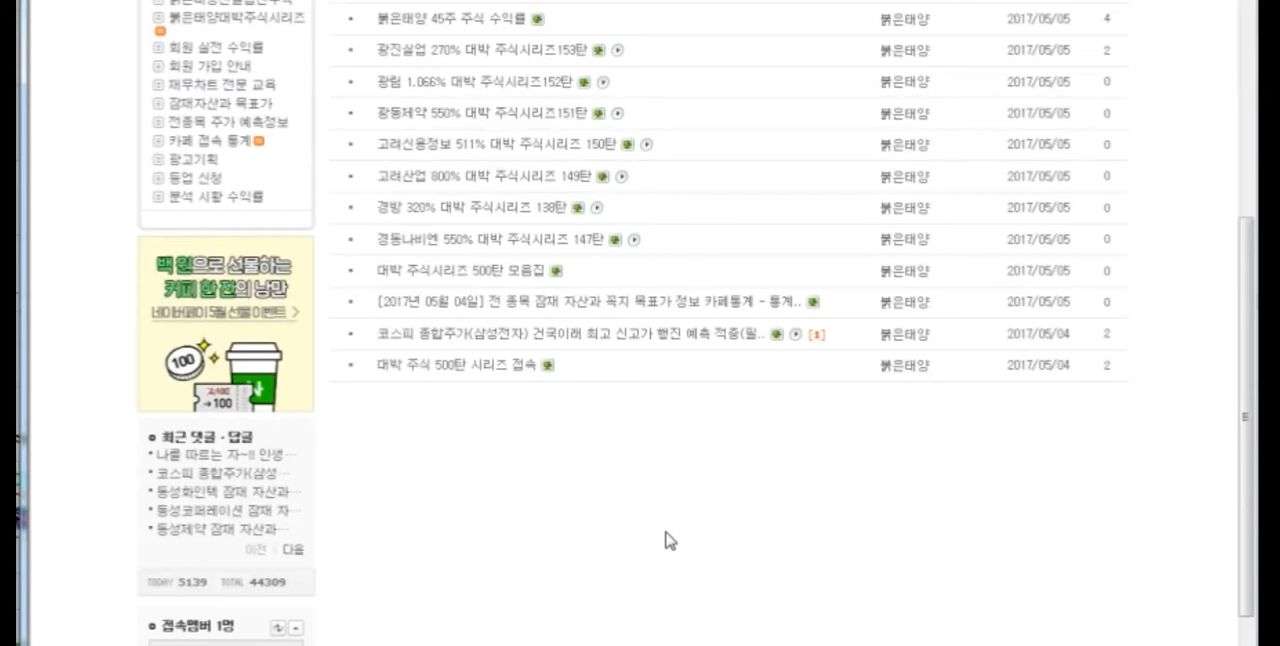 붉은태양대박주식시리즈
회원 실전 수익률
회원 가입 안내
재무차트 전문 교육
잠재자산과 목표가
전종목 주가 예측정보
카페 접속 통계
광고기획
등업 신청
분석 시황 수익률
백 원으로 선물하는
커피 한 잔의 낭만
네이버페이 5월 선물 이벤트 >
100
→100
최근 댓글 · 답글
나를 따르는 자~!! 인생…
코스피 종합주가(삼성…
동성화인텍 잠재 자산과…
동성코퍼레이션 잠재 자…
동성제약 잠재 자산과…
이전 다음
TODAY 5139 TOTAL 44309
접속멤버 1명
붉은태양 45주 주식 수익률 붉은태양 2017/05/05 4
광진실업 270% 대박 주식시리즈153탄 붉은태양 2017/05/05 2
광림 1.066% 대박 주식시리즈152탄 붉은태양 2017/05/05 0
광동제약 550% 대박 주식시리즈151탄 붉은태양 2017/05/05 0
고려신용정보 511% 대박 주식시리즈 150탄 붉은태양 2017/05/05 0
고려산업 800% 대박 주식시리즈 149탄 붉은태양 2017/05/05 0
경방 320% 대박 주식시리즈 138탄 붉은태양 2017/05/05 0
경동나비엔 550% 대박 주식시리즈 147탄 붉은태양 2017/05/05 0
대박 주식시리즈 500탄 모음집 붉은태양 2017/05/05 0
[2017년 05월 04일] 전 종목 잠재 자산과 꼭지 목표가 정보 카페통계 - 통계.. 붉은태양 2017/05/05 0
코스피 종합주가(삼성전자) 건국이래 최고 신고가 행진 예측 적중(필.. [1] 붉은태양 2017/05/04 2
대박 주식 500탄 시리즈 접속 붉은태양 2017/05/04 2